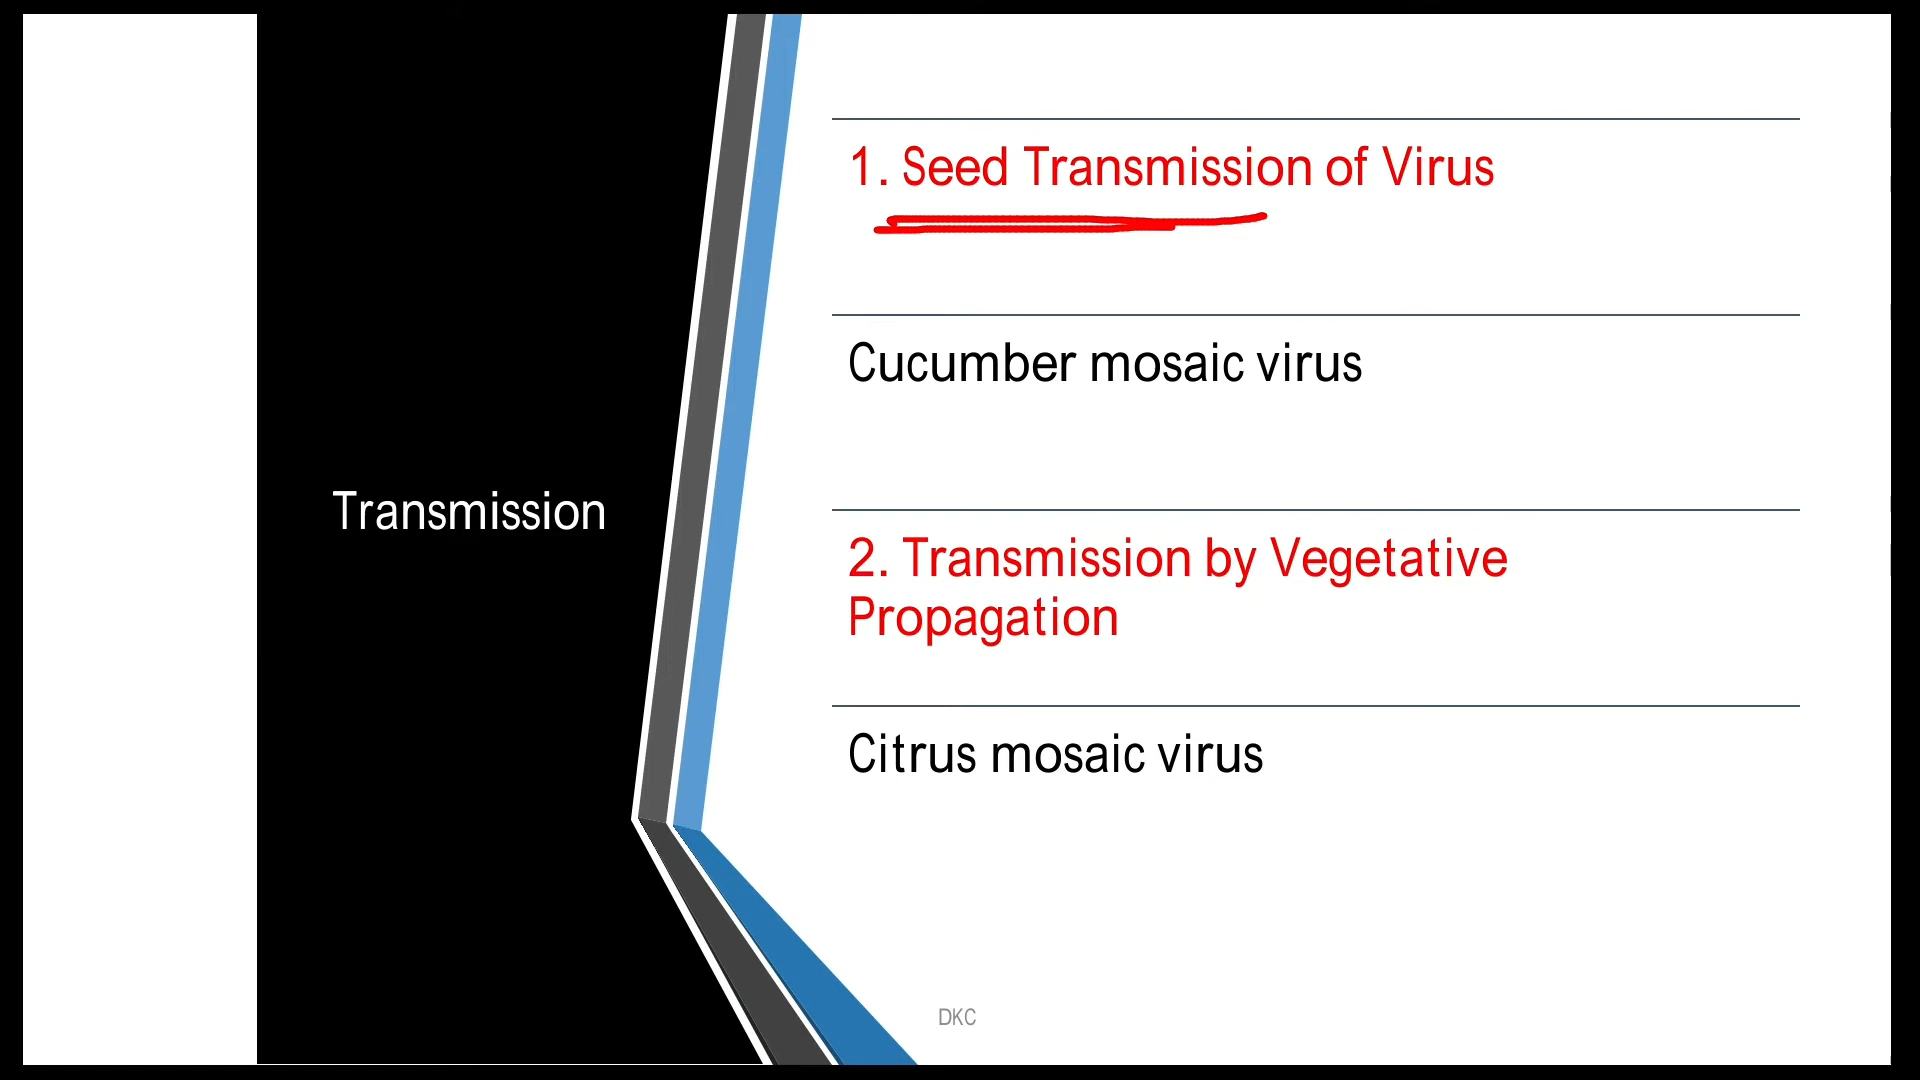 Transmission
1. Seed Transmission of Virus
Cucumber mosaic virus
2. Transmission by Vegetative
Propagation
Citrus mosaic virus
DKC